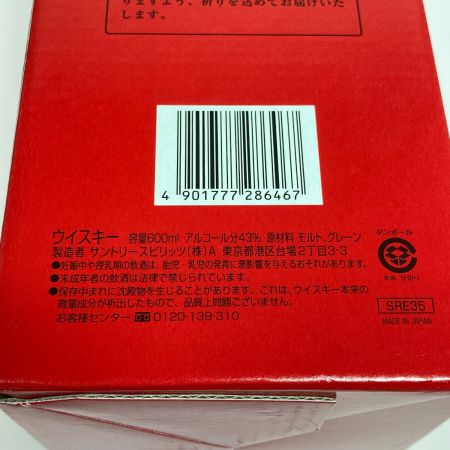 りますよう、祈りを込めてお届けいた
します。
4 901777 286467
ウイスキー 容量600ml アルコール分43% 原材料 モルト、グレーン
製造者 サントリースピリッツ(株)A 東京都港区台場2丁目3-3
●妊娠中や授乳期の飲酒は、胎児・乳児の発育に悪影響を与えるおそれがあります。
●未成年者の飲酒は法律で禁じられています。
●保存中まれに沈殿物を生じることがあります。これは、ウイスキー本来の
微量成分が析出したもので、品質上問題ございません。
お客様センター 0120-139-310
ダンボール
SRE35
MADE IN JAPAN